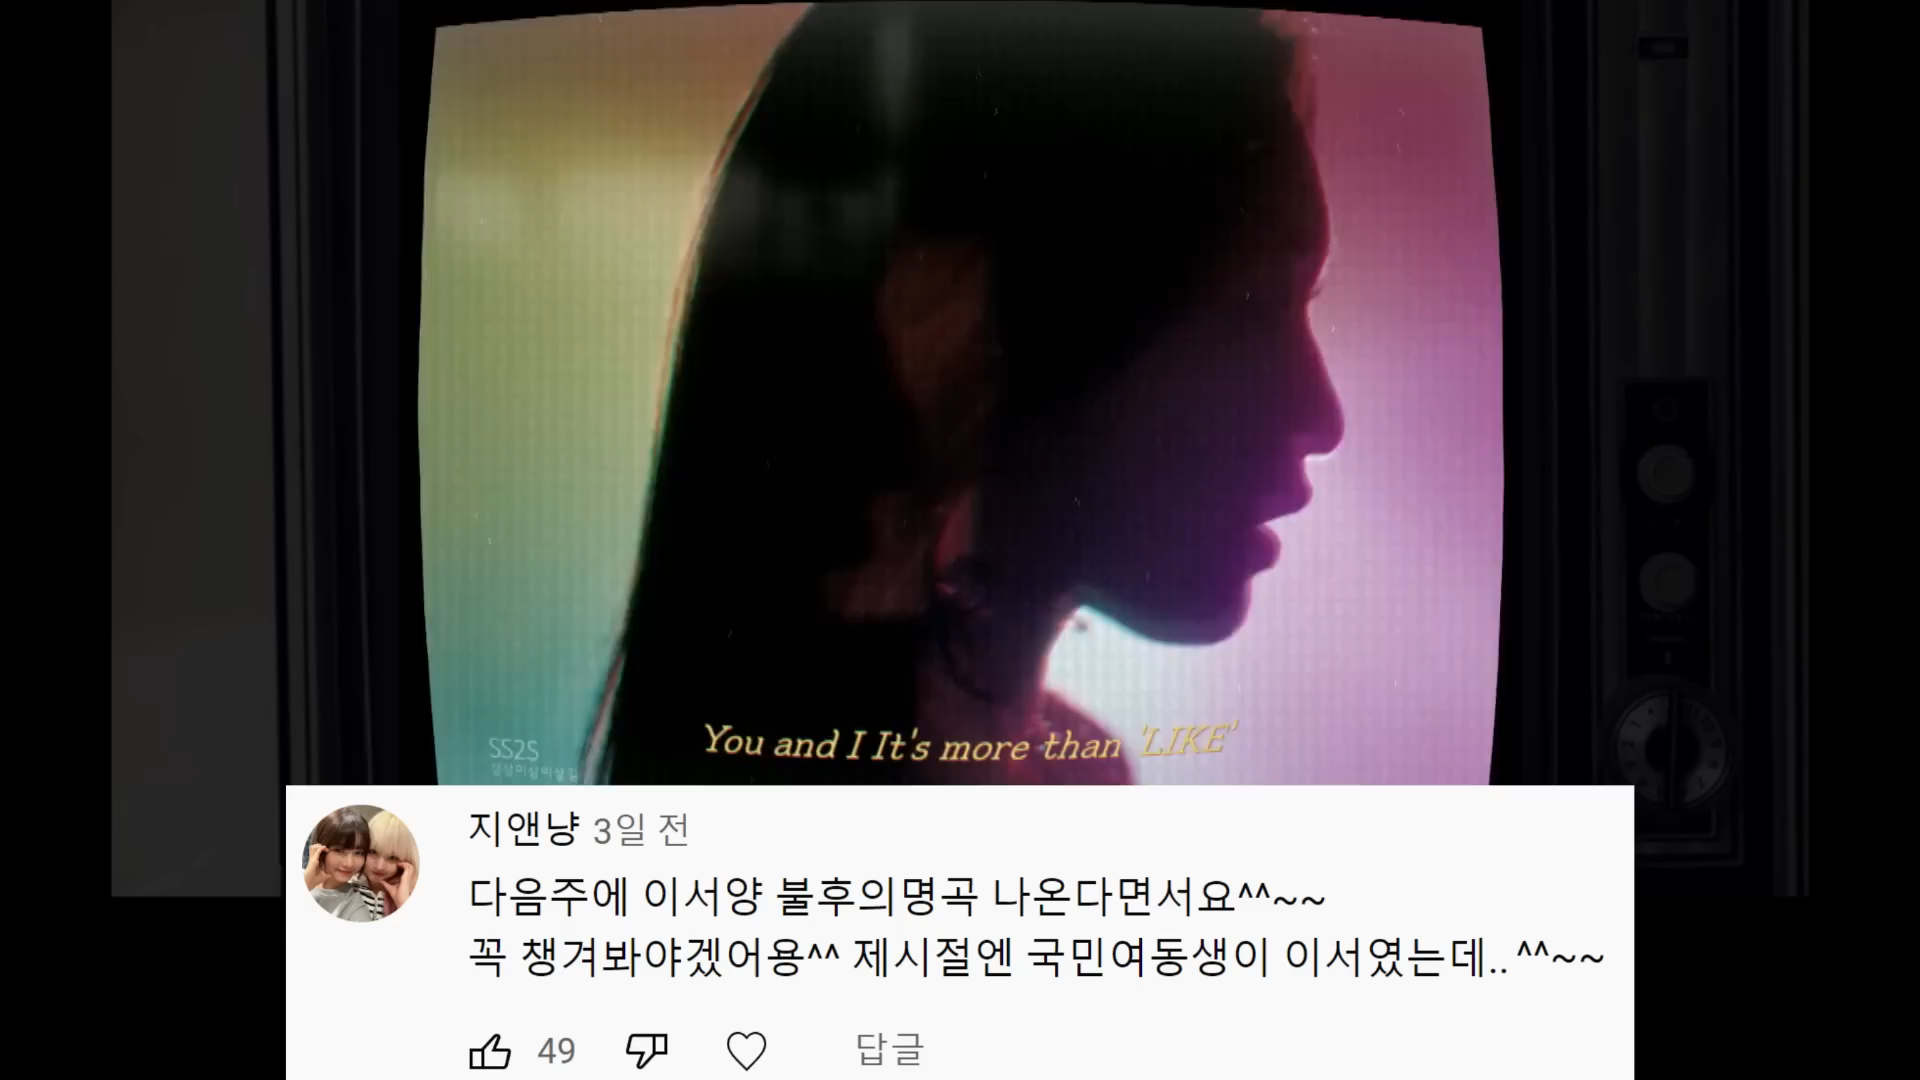 You and I It's more than 'LIKE'
SS2S
지앤냥 3일 전
다음주에 이서양 불후의명곡 나온다면서요^^~~
꼭 챙겨봐야겠어용^^ 제시절엔 국민여동생이 이서였는데..^^~~
49
답글